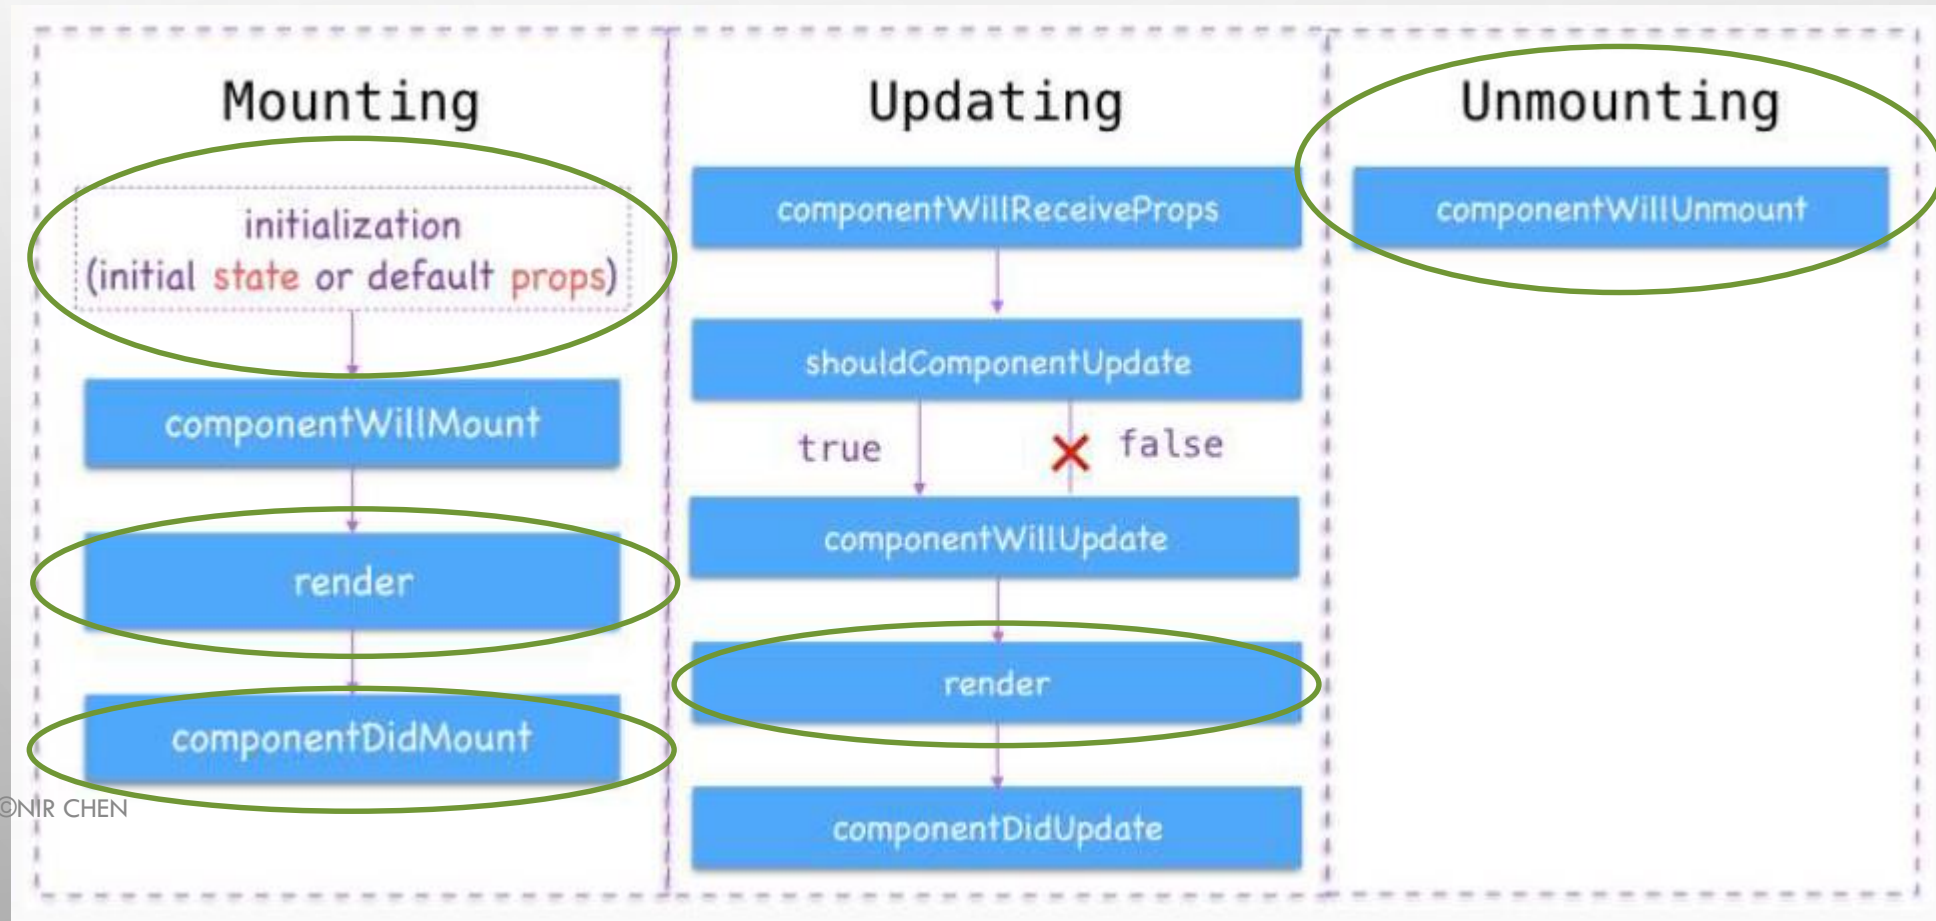 Mounting
initialization
(initial state or default props)
componentWillMount
render
componentDidMount
Updating
componentWillReceiveProps
shouldComponentUpdate
true
false
componentWillUpdate
render
componentDidUpdate
Unmounting
componentWillUnmount
©NIR CHEN